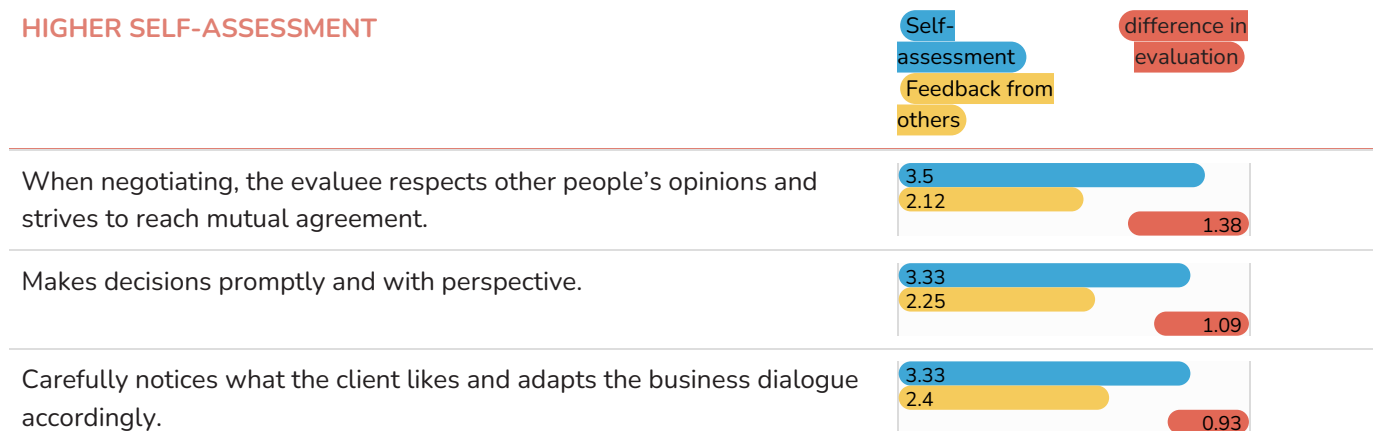 HIGHER SELF-ASSESSMENT
Self-
assessment
Feedback from
others
difference in
evaluation
When negotiating, the evaluee respects other people’s opinions and
strives to reach mutual agreement.
3.5
2.12
1.38
Makes decisions promptly and with perspective.
3.33
2.25
1.09
Carefully notices what the client likes and adapts the business dialogue
accordingly.
3.33
2.4
0.93